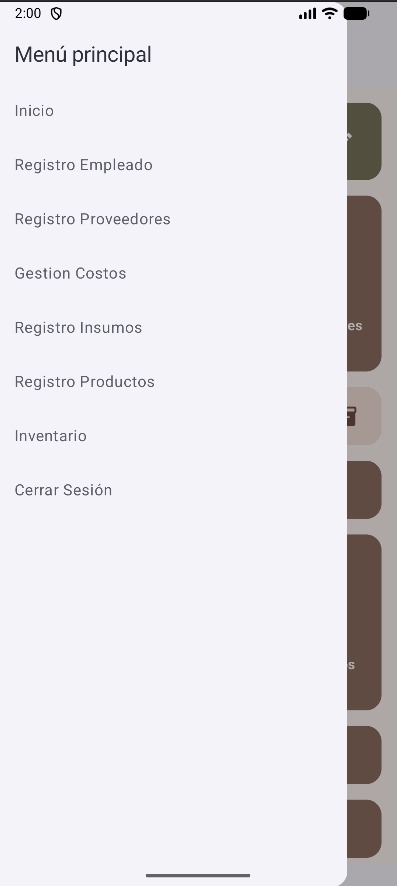 2:00
Menú principal
Inicio
Registro Empleado
Registro Proveedores
es
Gestion Costos
Registro Insumos
Registro Productos
Inventario
Cerrar Sesión
s